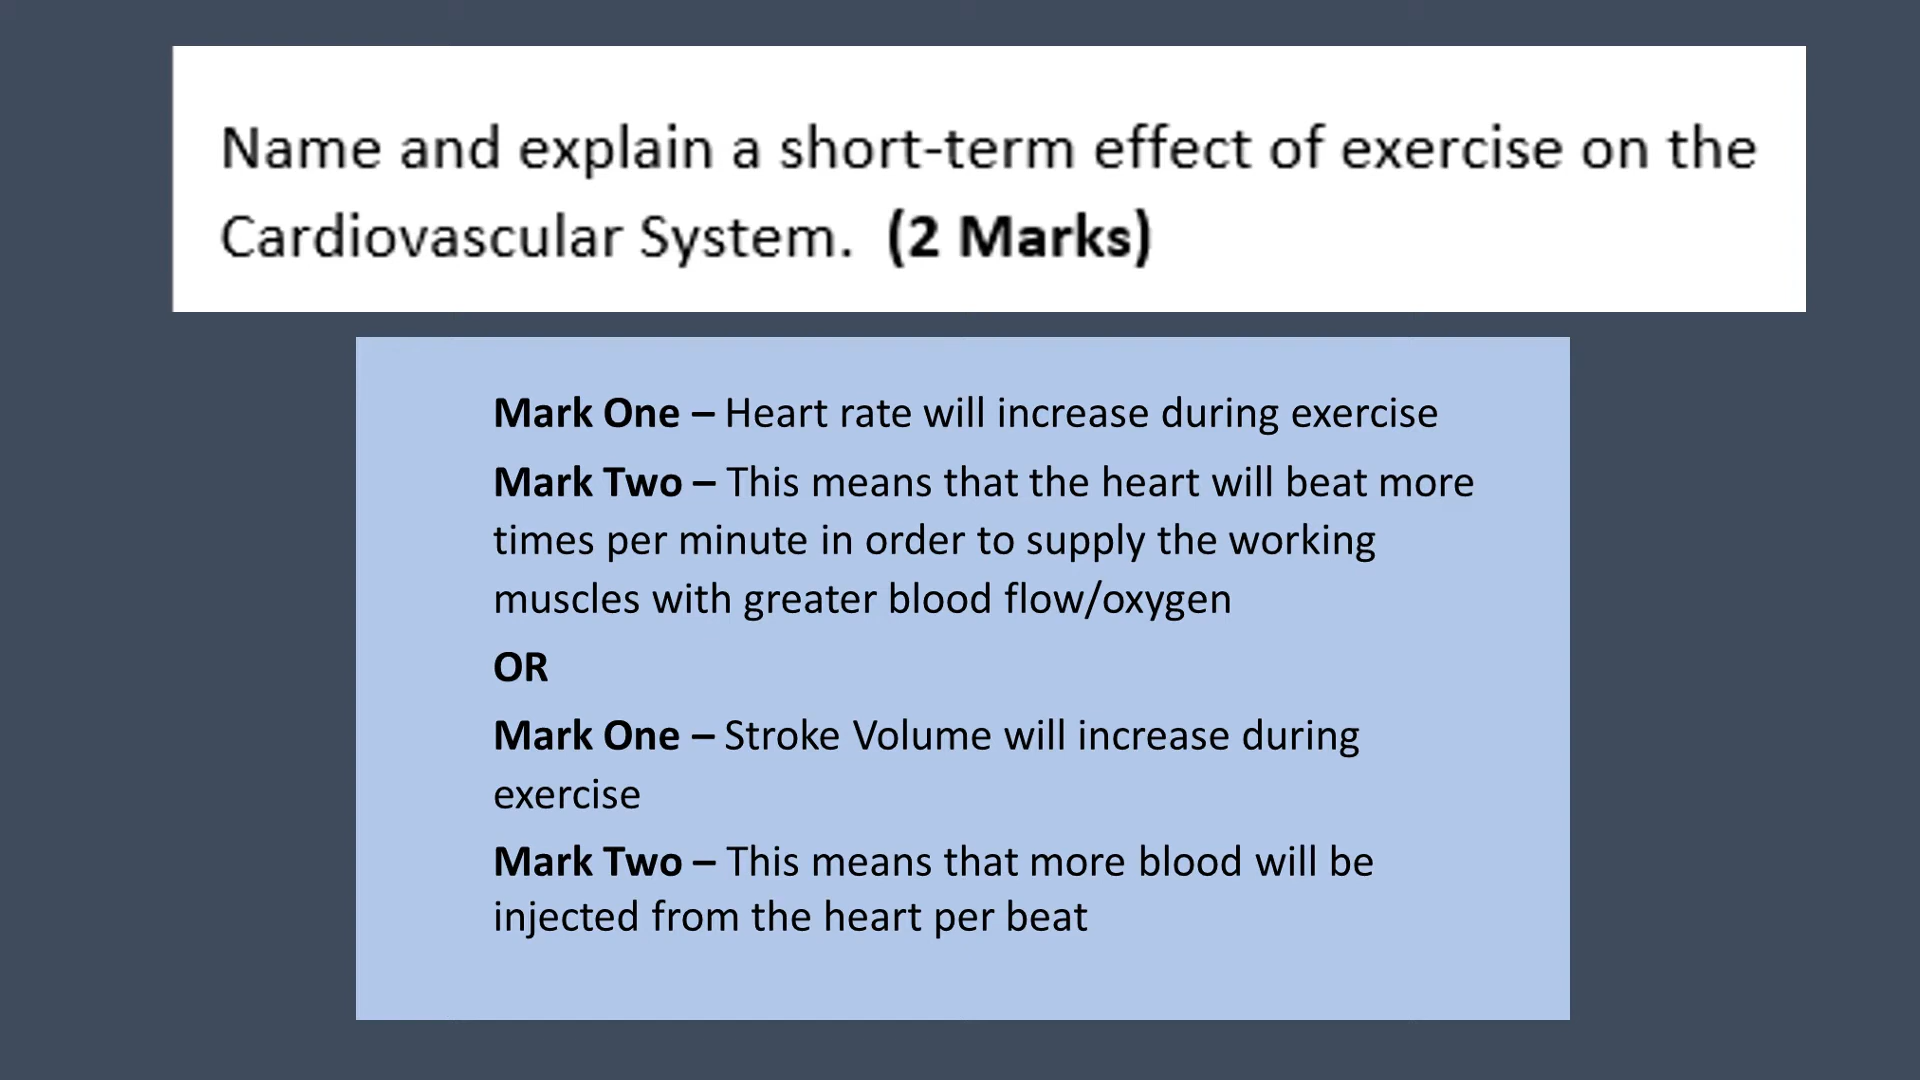 Name and explain a short-term effect of exercise on the
Cardiovascular System. (2 Marks)
Mark One – Heart rate will increase during exercise
Mark Two – This means that the heart will beat more
times per minute in order to supply the working
muscles with greater blood flow/oxygen
OR
Mark One – Stroke Volume will increase during
exercise
Mark Two – This means that more blood will be
injected from the heart per beat